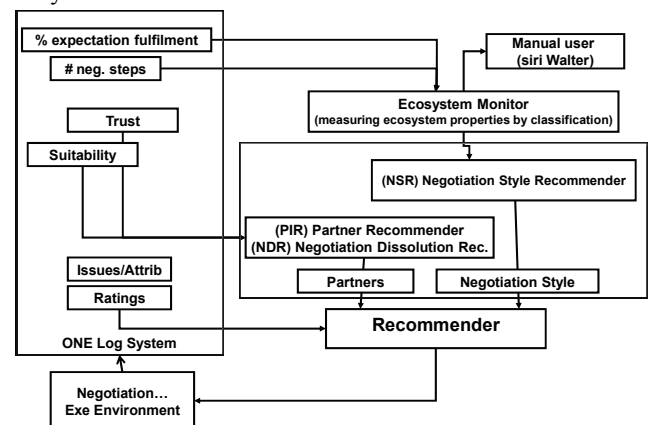 % expectation fulfilment
# neg. steps
Trust
Suitability
Issues/Attrib
Ratings
ONE Log System
Negotiation…
Exe Environment
Manual user
(siri Walter)
Ecosystem Monitor
(measuring ecosystem properties by classification)
(NSR) Negotiation Style Recommender
(PIR) Partner Recommender
(NDR) Negotiation Dissolution Rec.
Partners
Negotiation Style
Recommender